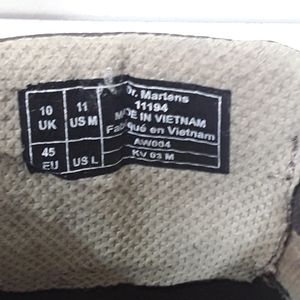 10 UK
11 US M
45 EU
US L
Dr. Martens
11194
MADE IN VIETNAM
Fabriqué en Vietnam
AW004
KV 03 M